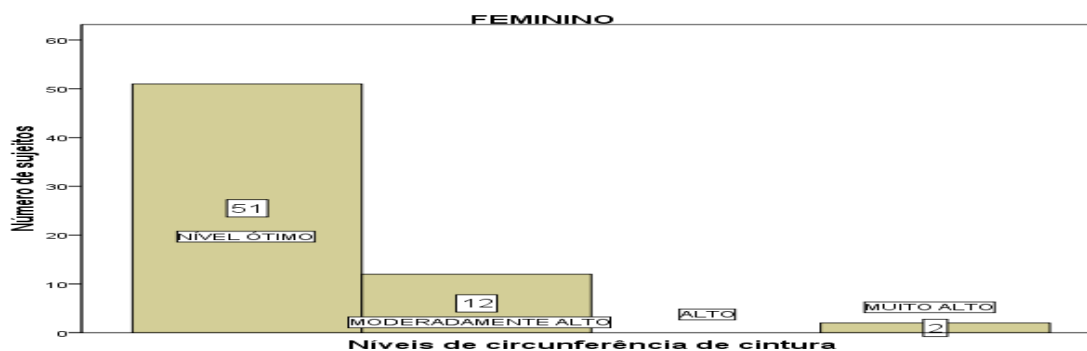 FEMININO
60
50
40
30
20
10
0
Número de sujeitos
51
NÍVEL ÓTIMO
12
MODERADAMENTE ALTO
ALTO
MUITO ALTO
2
Níveis de circunferência de cintura